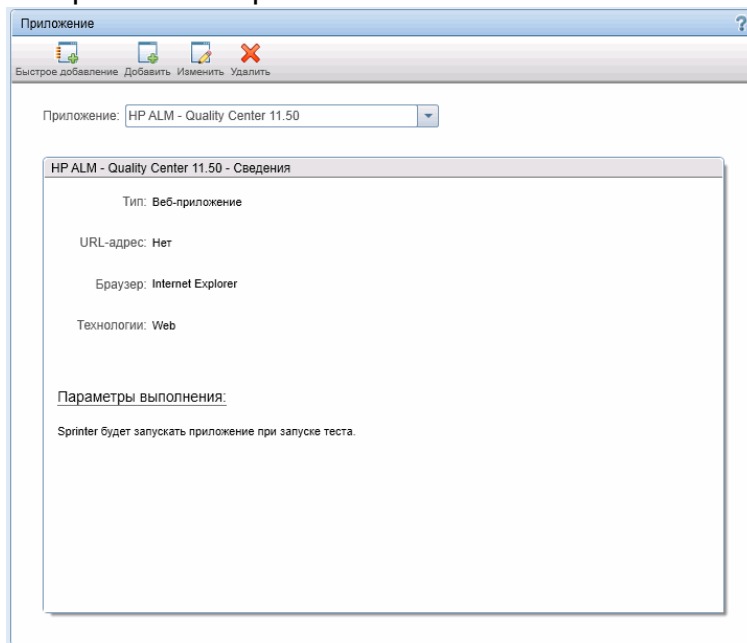 Приложение
?
Быстрое добавление Добавить Изменить Удалить
Приложение: HP ALM - Quality Center 11.50
HP ALM - Quality Center 11.50 - Сведения
Тип: Веб-приложение
URL-адрес: Нет
Браузер: Internet Explorer
Технологии: Web
Параметры выполнения:
Sprinter будет запускать приложение при запуске теста.